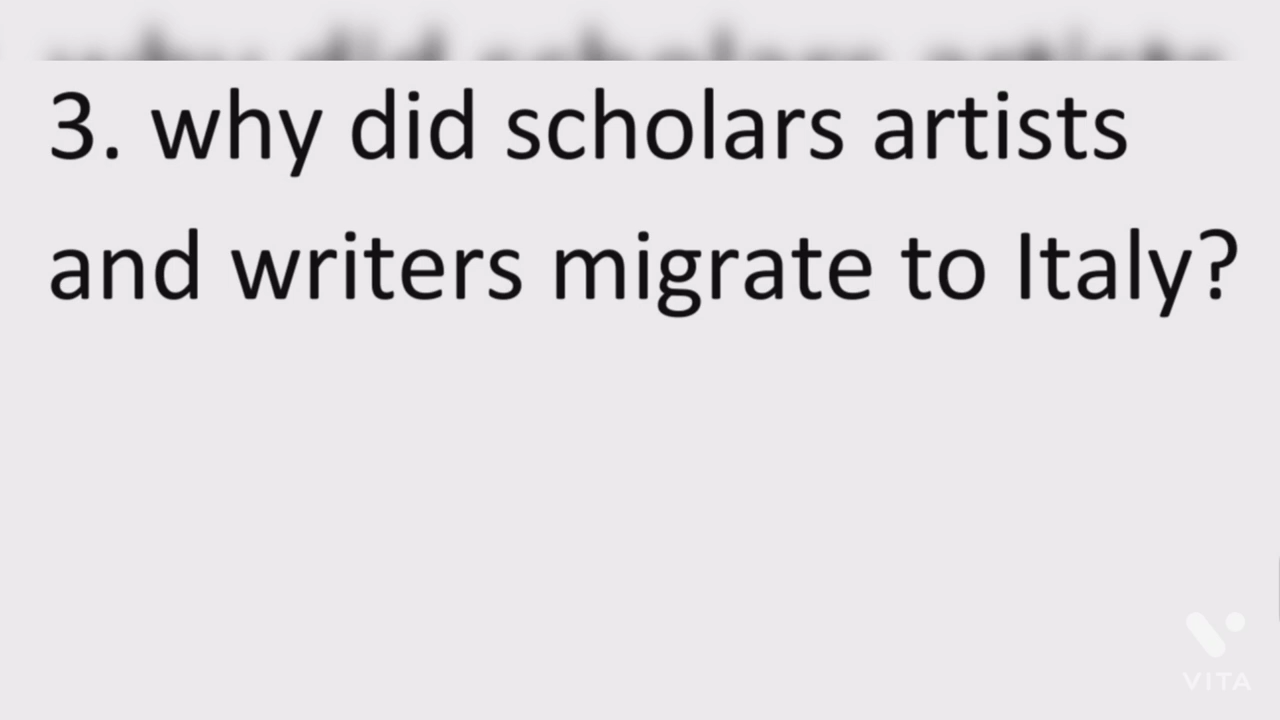 3. why did scholars artists
and writers migrate to Italy?
VITA